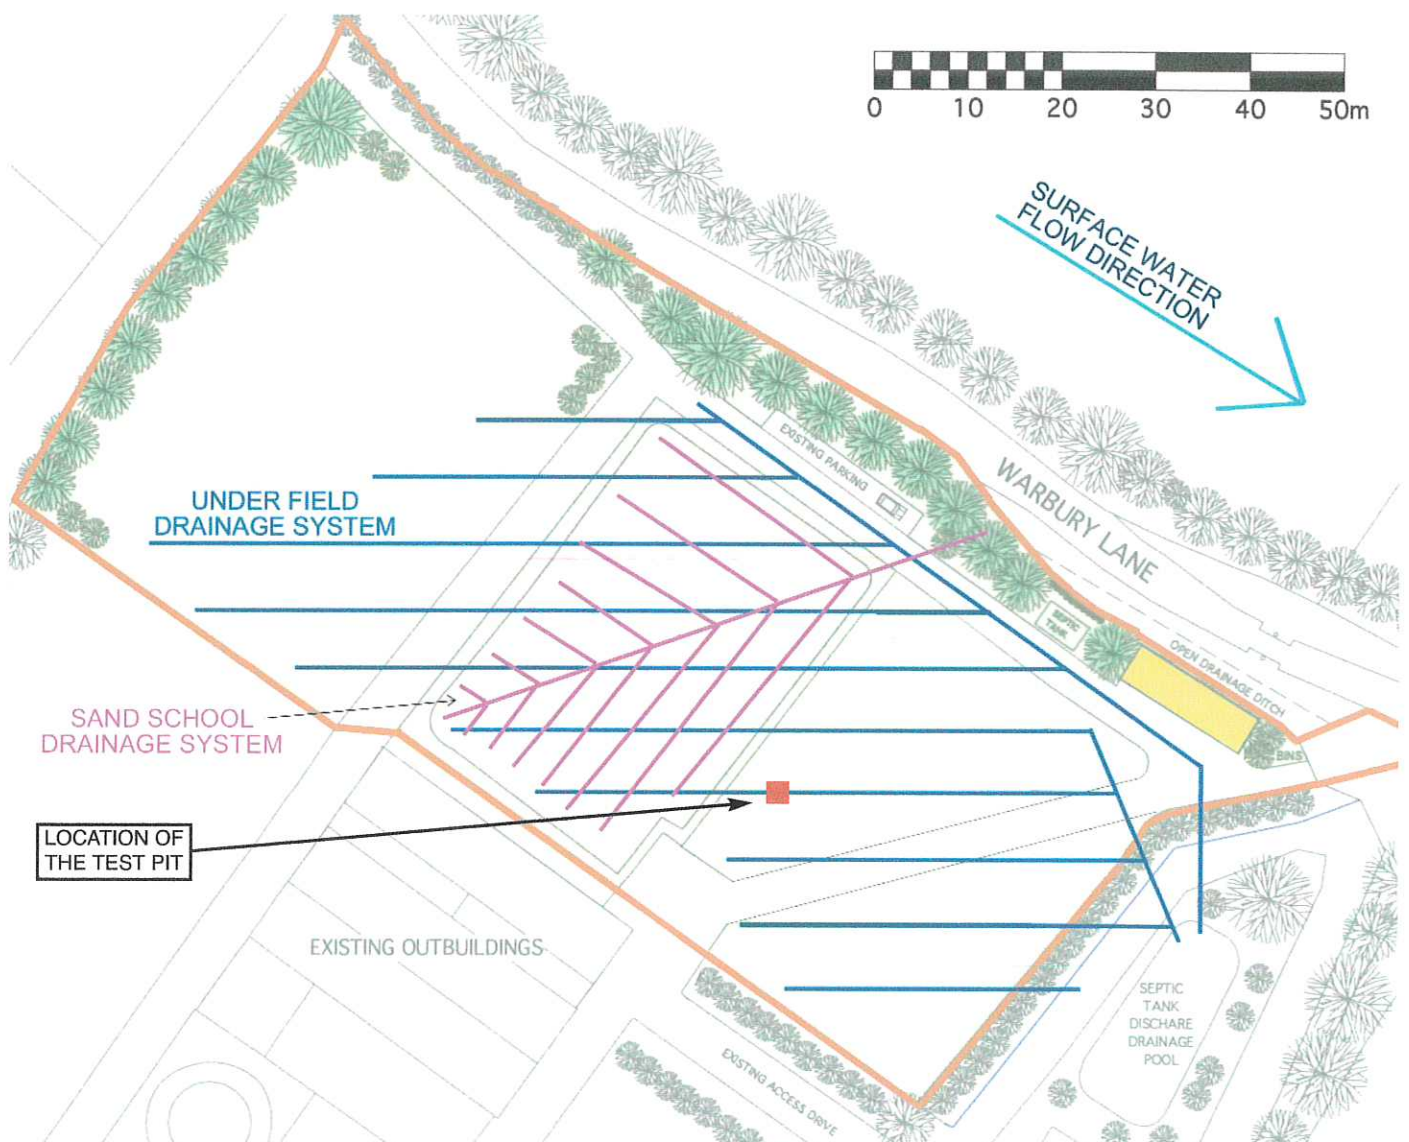 0 10 20 30 40 50m
SURFACE WATER
FLOW DIRECTION
EXISTING PARKING
WARBURY LANE
UNDER FIELD
DRAINAGE SYSTEM
SEPTIC
TANK
OPEN DRAINAGE DITCH
SAND SCHOOL
DRAINAGE SYSTEM
BINS
LOCATION OF
THE TEST PIT
EXISTING OUTBUILDINGS
SEPTIC
TANK
DISCHARE
DRAINAGE
POOL
EXISTING ACCESS DRIVE